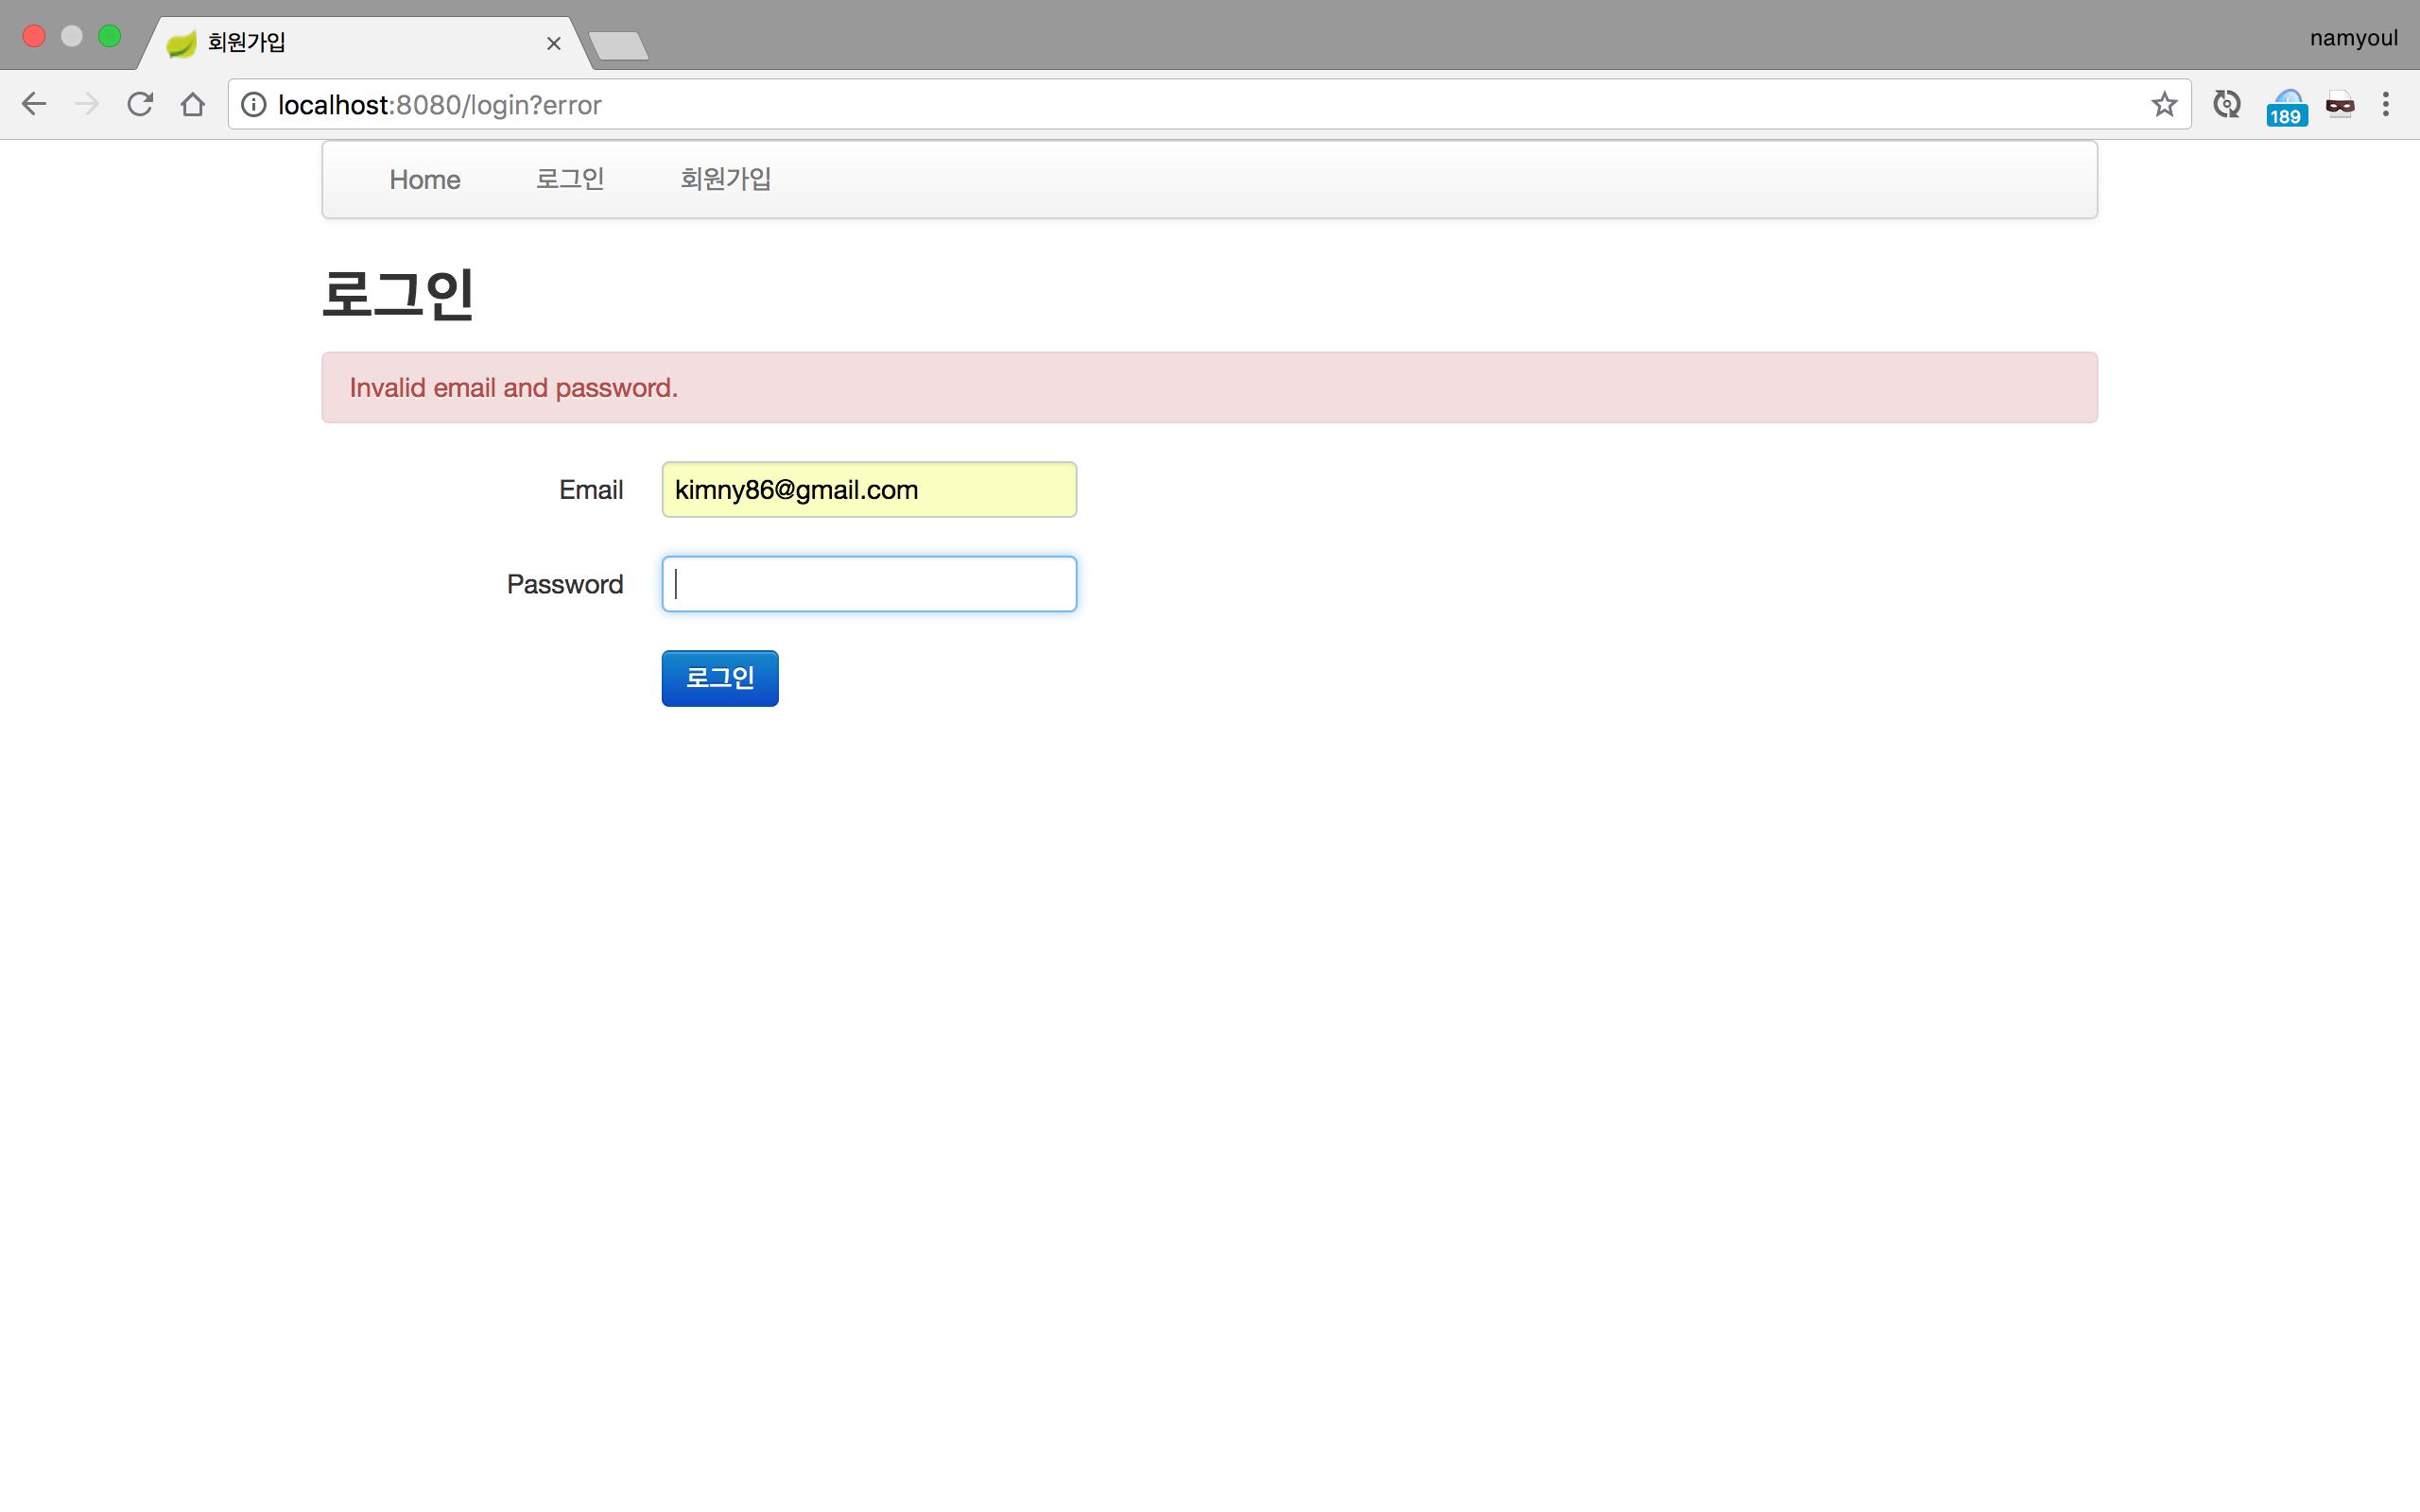 회원가입
namyoul
localhost:8080/login?error
189
Home 로그인 회원가입
로그인
Invalid email and password.
Email kimny86@gmail.com
Password
로그인